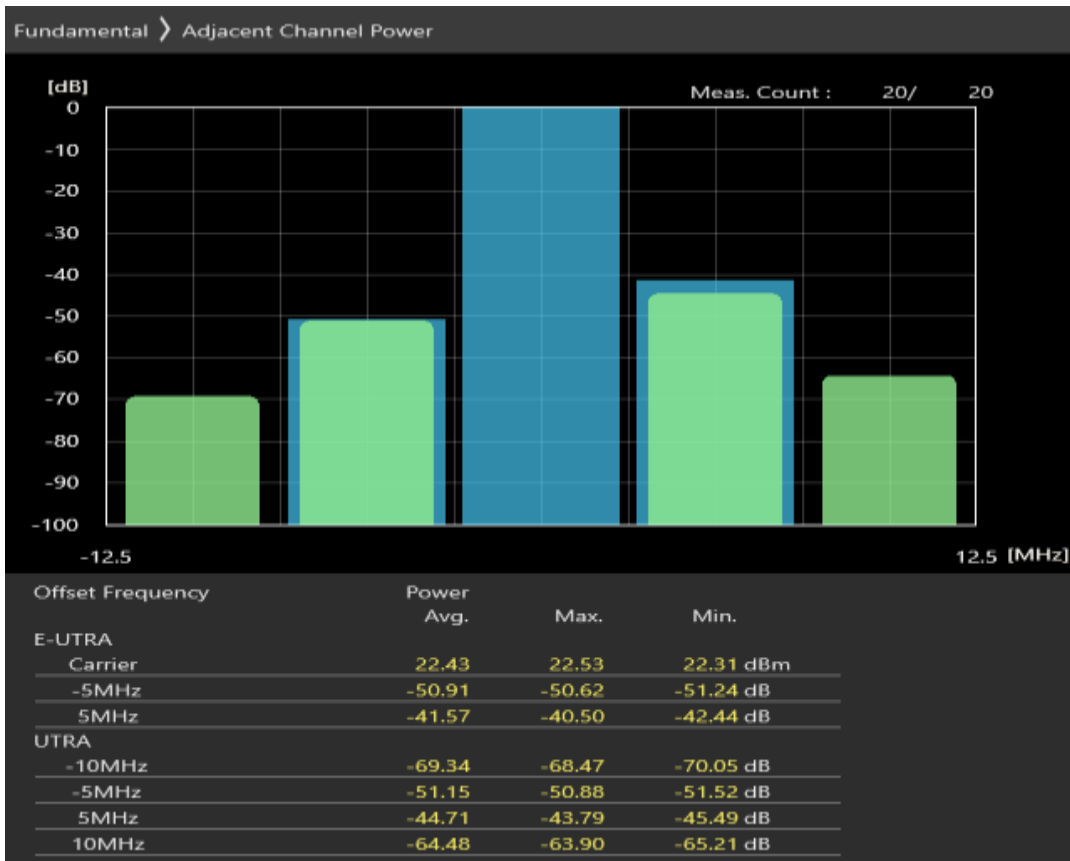 Fundamental 〉 Adjacent Channel Power
[dB]
Meas. Count : 20/ 20
0
-10
-20
-30
-40
-50
-60
-70
-80
-90
-100
-12.5 12.5 [MHz]
Offset Frequency Power
Avg. Max. Min.
E-UTRA
Carrier 22.43 22.53 22.31 dBm
-5MHz -50.91 -50.62 -51.24 dB
5MHz -41.57 -40.50 -42.44 dB
UTRA
-10MHz -69.34 -68.47 -70.05 dB
-5MHz -51.15 -50.88 -51.52 dB
5MHz -44.71 -43.79 -45.49 dB
10MHz -64.48 -63.90 -65.21 dB